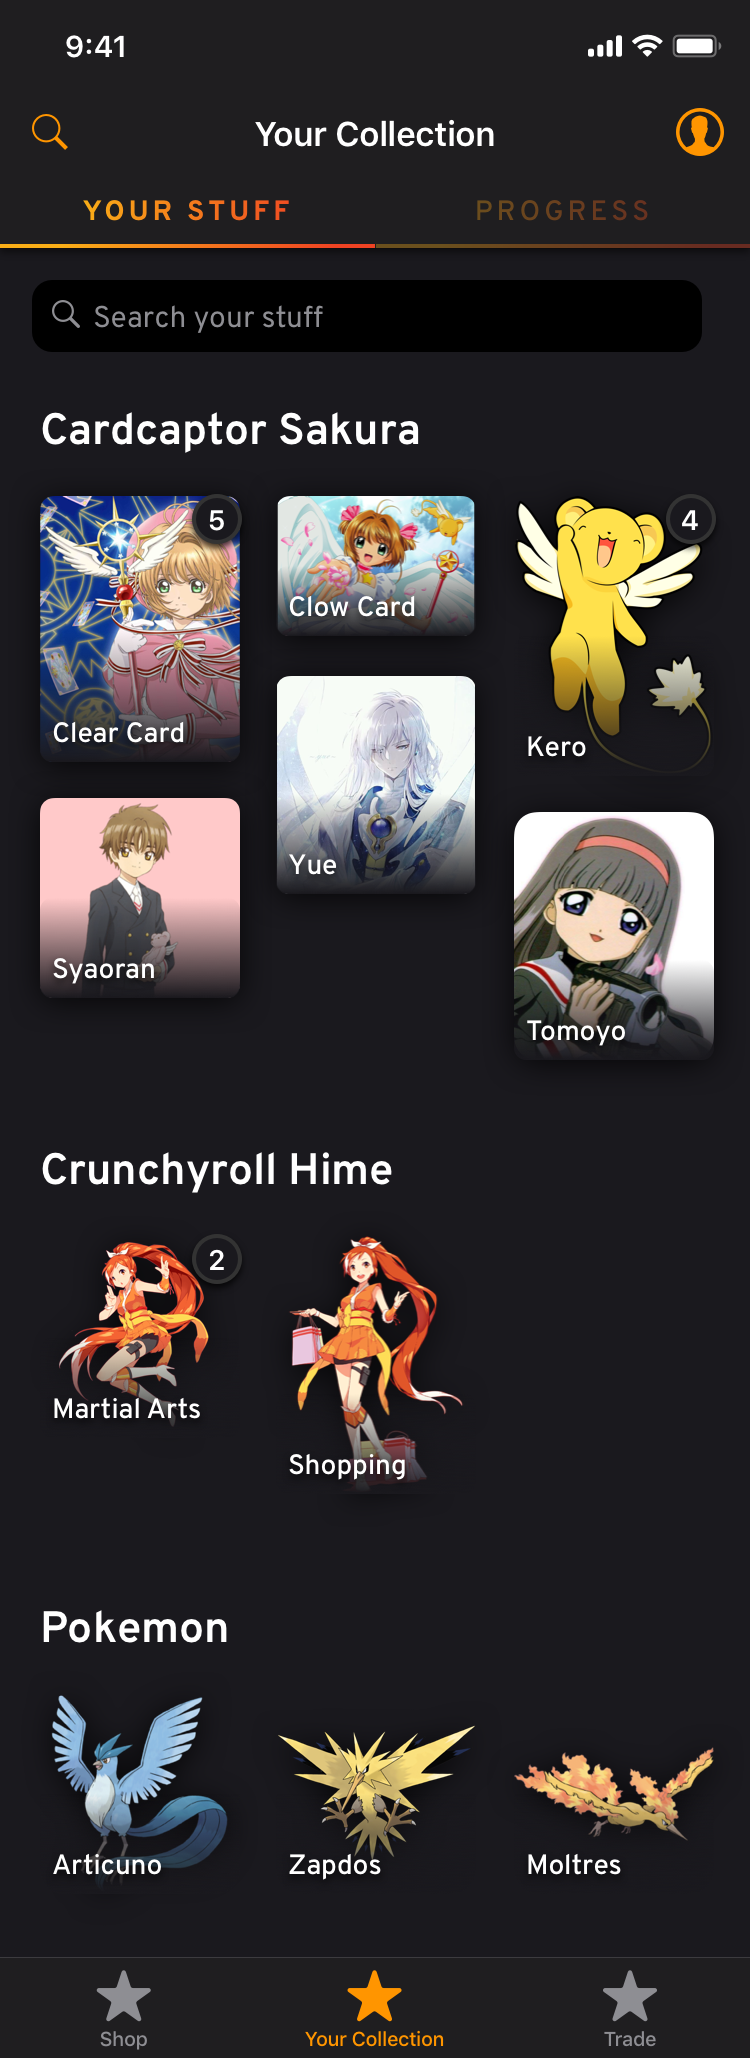 9:41
Your Collection
YOUR STUFF
PROGRESS
Search your stuff
Cardcaptor Sakura
5
4
Clow Card
Clear Card
Kero
Yue
Syaoran
Tomoyo
Crunchyroll Hime
2
Martial Arts
Shopping
Pokemon
Articuno
Zapdos
Moltres
Shop
Your Collection
Trade